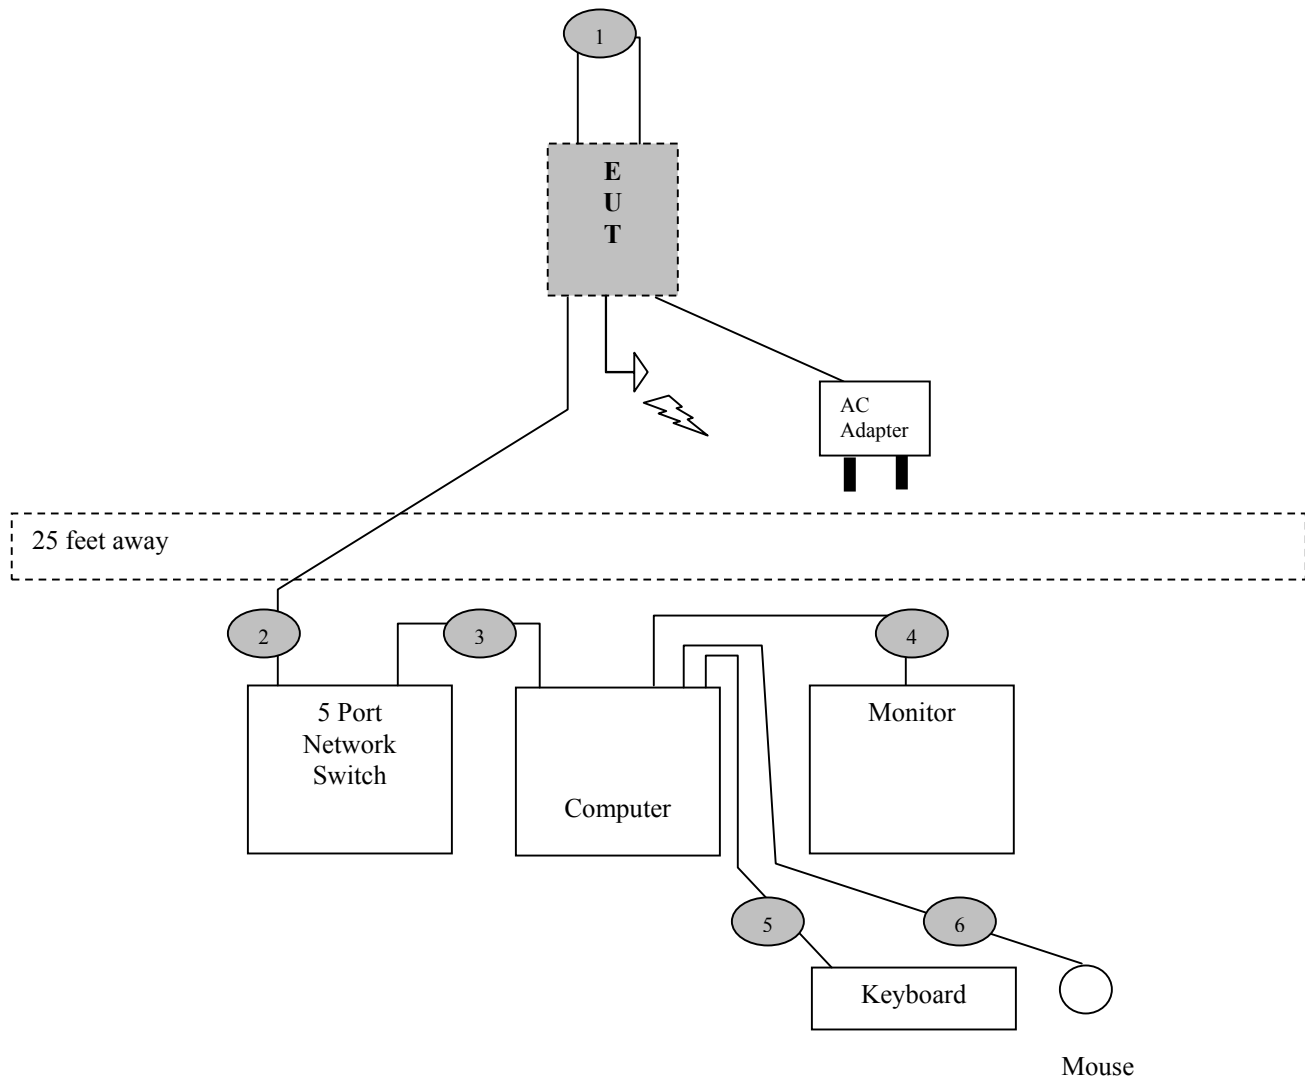 1
E
U
T
AC
Adapter
25 feet away
2
3
4
5 Port
Network
Switch
Computer
Monitor
5
6
Keyboard
Mouse